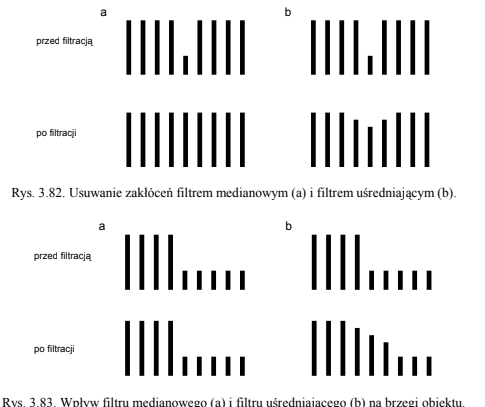 a b
przed filtracją
po filtracji
Rys. 3.82. Usuwanie zakłóceń filtrem medianowym (a) i filtrem uśredniającym (b).
a b
przed filtracją
po filtracji
Rys. 3.83. Wpływ filtru medianowego (a) i filtru uśredniającego (b) na brzegi obiektu.